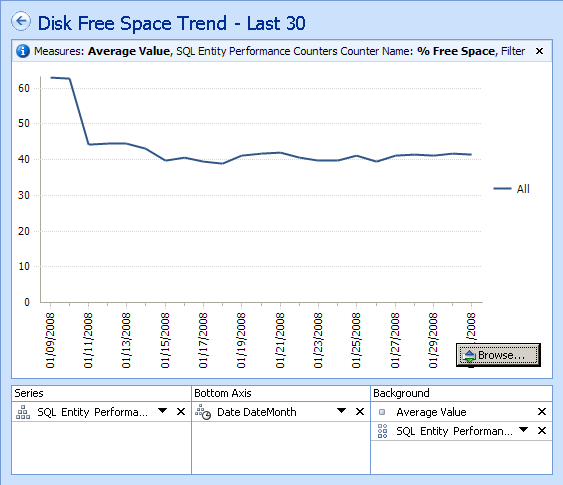 Disk Free Space Trend - Last 30
Measures: Average Value, SQL Entity Performance Counters Counter Name: % Free Space, Filter
60
50
40
30
20
10
0
All
01/09/2008
01/11/2008
01/13/2008
01/15/2008
01/17/2008
01/19/2008
01/21/2008
01/23/2008
01/25/2008
01/27/2008
01/29/2008
/2008
Browse...
Series
Bottom Axis
Background
SQL Entity Performa...
Date DateMonth
Average Value
SQL Entity Performan...